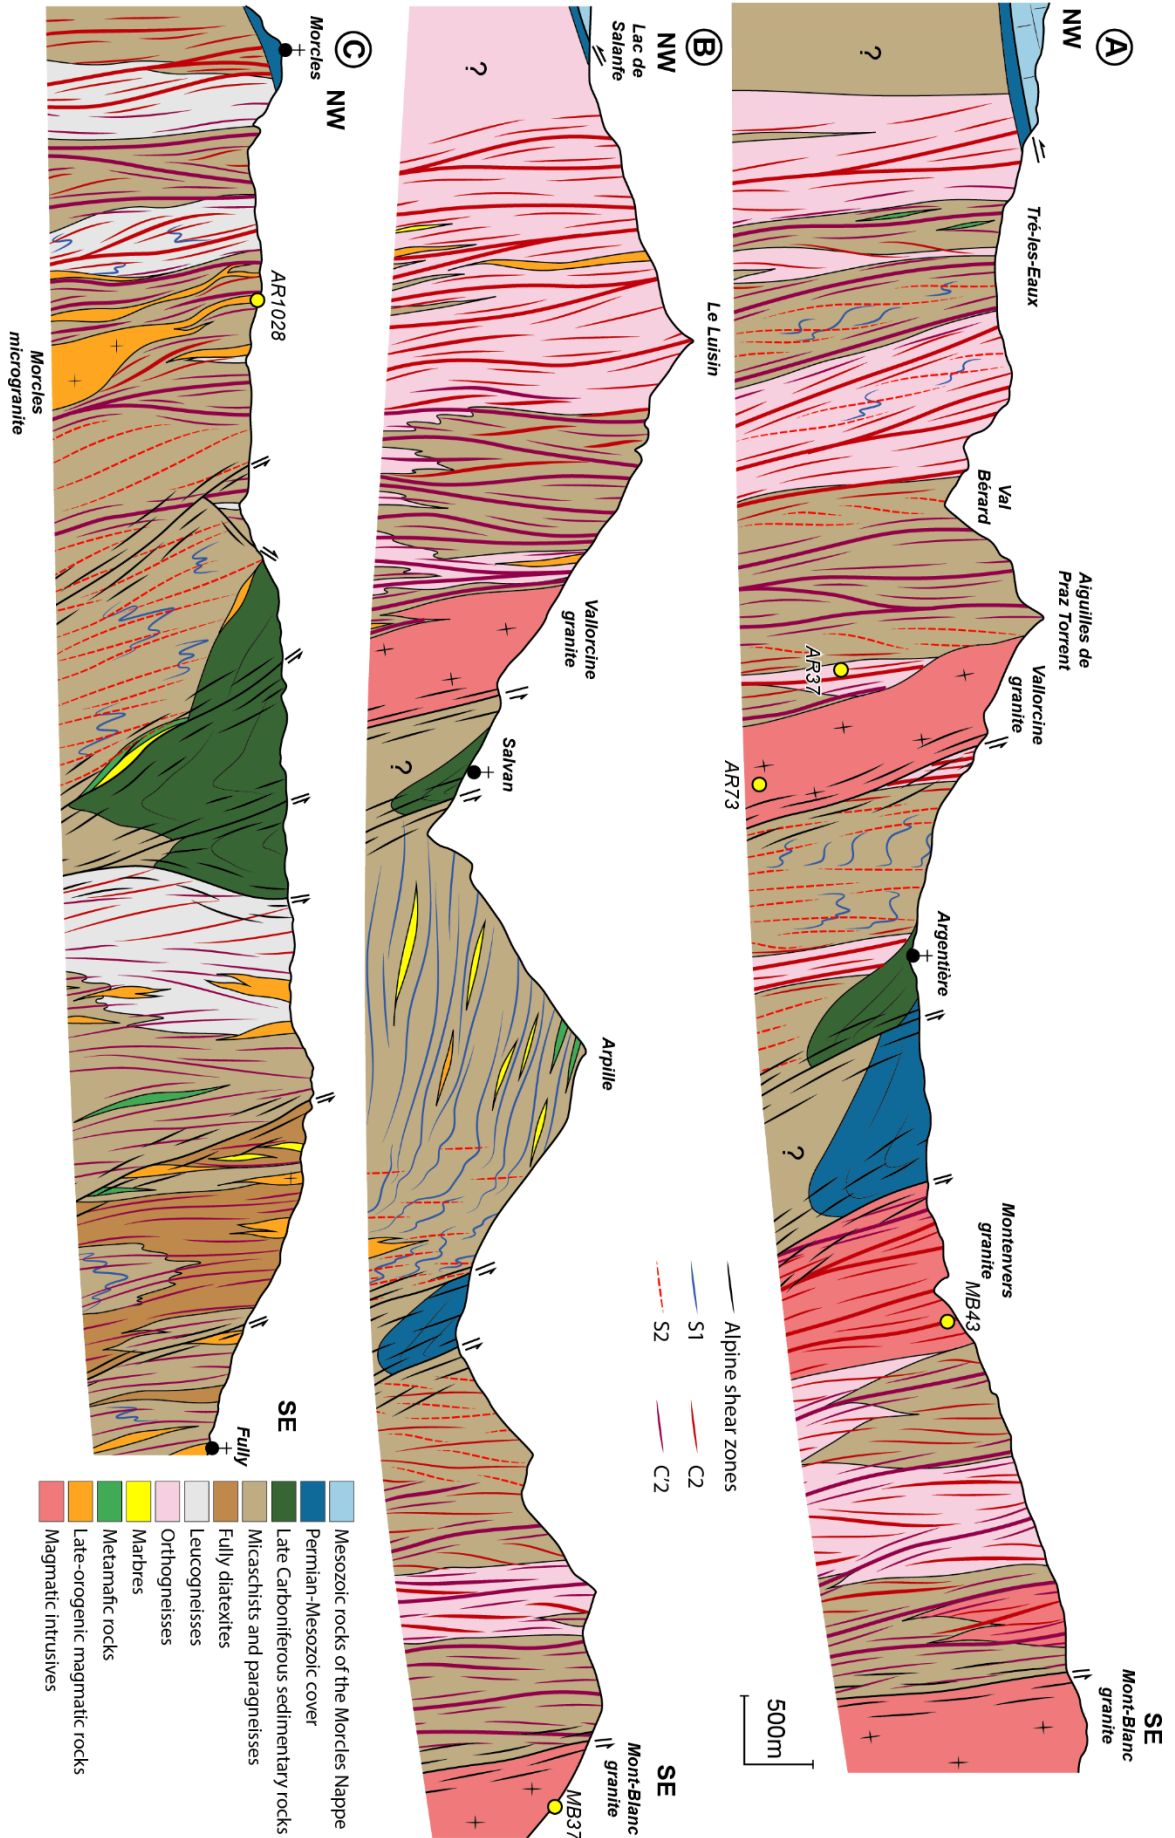 A
NW
?
Tré-les-Eaux
Val
Bérard
Aiguilles de
Praz Torrent
AR37
Vallorcine
granite
AR73
Argentière
?
Montenvers
granite
MB43
Mont-Blanc
granite
SE
500m
Alpine shear zones
S1
C2
S2
C'2
B
NW
Lac de
Salanfe
?
Le Luisin
Vallorcine
granite
Salvan
?
Arpille
Mont-Blanc
granite
MB37
SE
C
NW
Morcles
AR1028
Morcles
microgranite
SE
Fully
Mesozoic rocks of the Morcles Nappe
Permian-Mesozoic cover
Late Carboniferous sedimentary rocks
Micaschists and paragneisses
Fully diatexites
Leucogneisses
Orthogneisses
Marbres
Metamafic rocks
Late-orogenic magmatic rocks
Magmatic intrusives